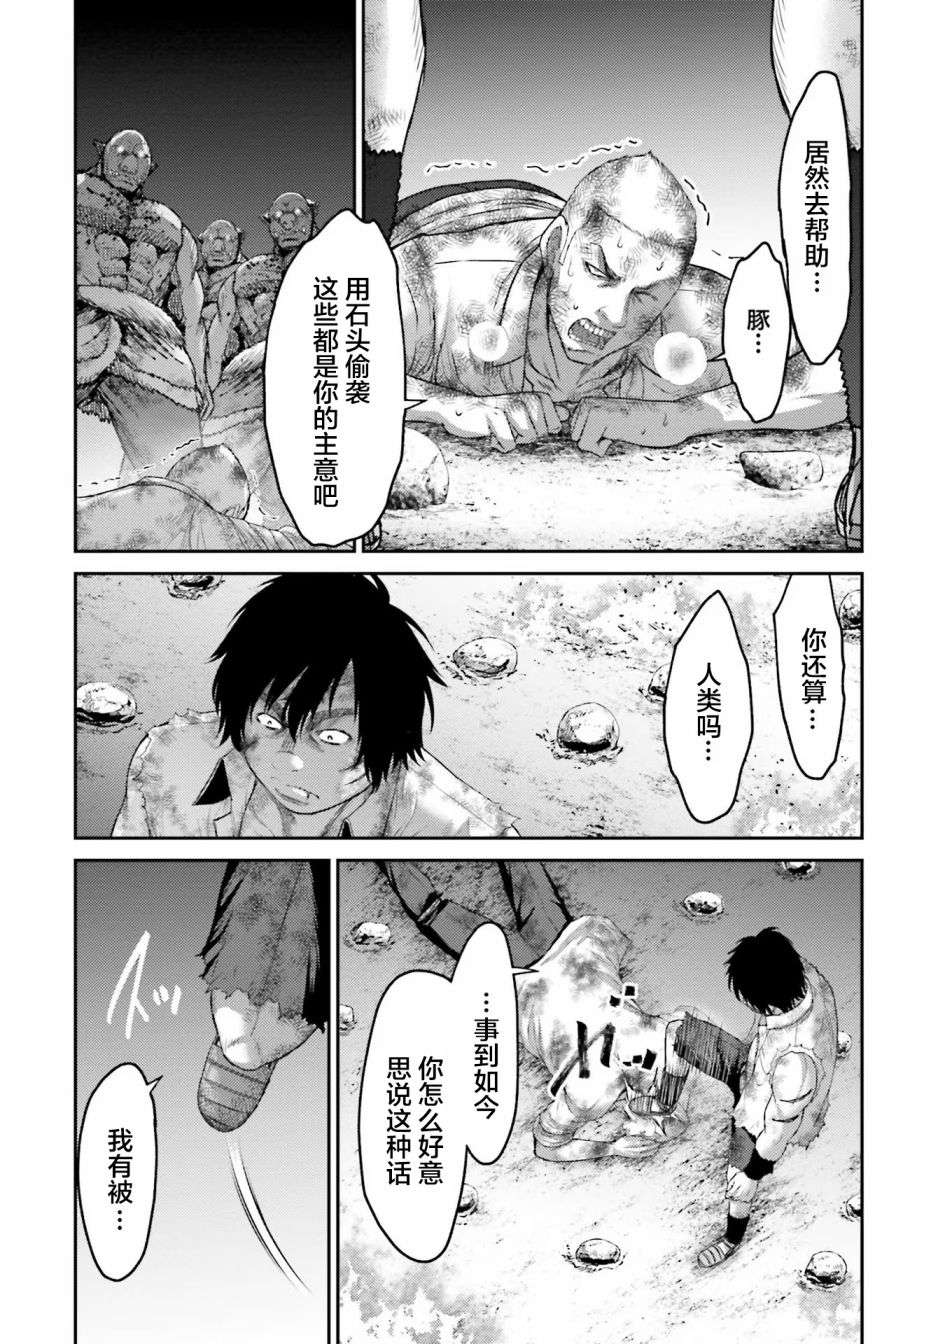 居然去帮助…
豚…
用石头偷袭
这些都是你的主意吧
你还算…
人类吗…
…事到如今
你怎么好意
思说这种话
ズッ
我有被…